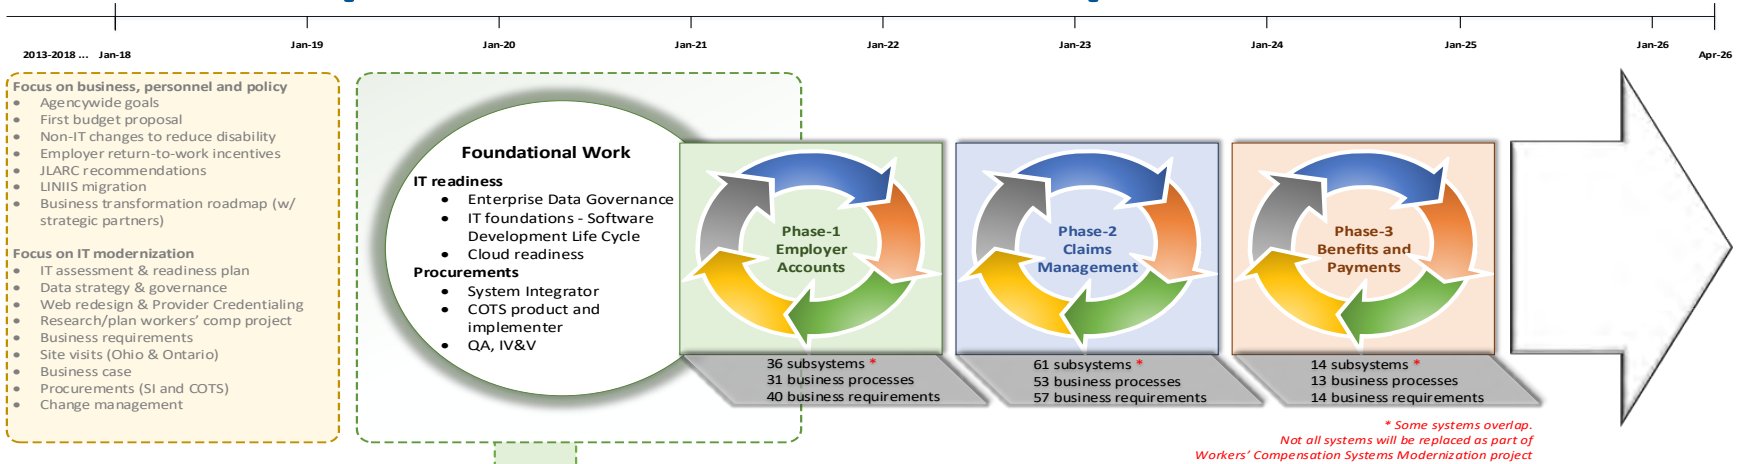 2013-2018 ... Jan-18 Jan-19 Jan-20 Jan-21 Jan-22 Jan-23 Jan-24 Jan-25 Jan-26 Apr-26
Focus on business, personnel and policy
• Agencywide goals
• First budget proposal
• Non-IT changes to reduce disability
• Employer return-to-work incentives
• JLARC recommendations
• LINIIS migration
• Business transformation roadmap (w/
strategic partners)
Focus on IT modernization
• IT assessment & readiness plan
• Data strategy & governance
• Web redesign & Provider Credentialing
• Research/plan workers' comp project
• Business requirements
• Site visits (Ohio & Ontario)
• Business case
• Procurements (SI and COTS)
• Change management
Foundational Work
IT readiness
• Enterprise Data Governance
• IT foundations - Software
Development Life Cycle
• Cloud readiness
Procurements
• System Integrator
• COTS product and
implementer
• QA, IV&V
Phase-1
Employer
Accounts
36 subsystems *
31 business processes
40 business requirements
Phase-2
Claims
Management
61 subsystems *
53 business processes
57 business requirements
Phase-3
Benefits and
Payments
14 subsystems *
13 business processes
14 business requirements
* Some systems overlap.
Not all systems will be replaced as part of
Workers' Compensation Systems Modernization project